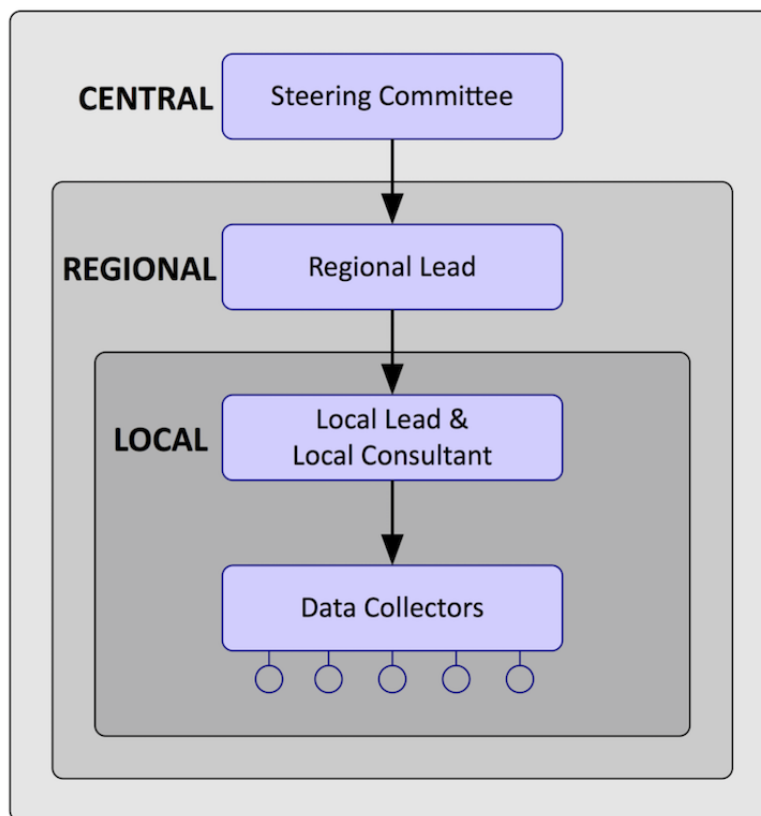 CENTRAL
Steering Committee
REGIONAL
Regional Lead
LOCAL
Local Lead &
Local Consultant
Data Collectors